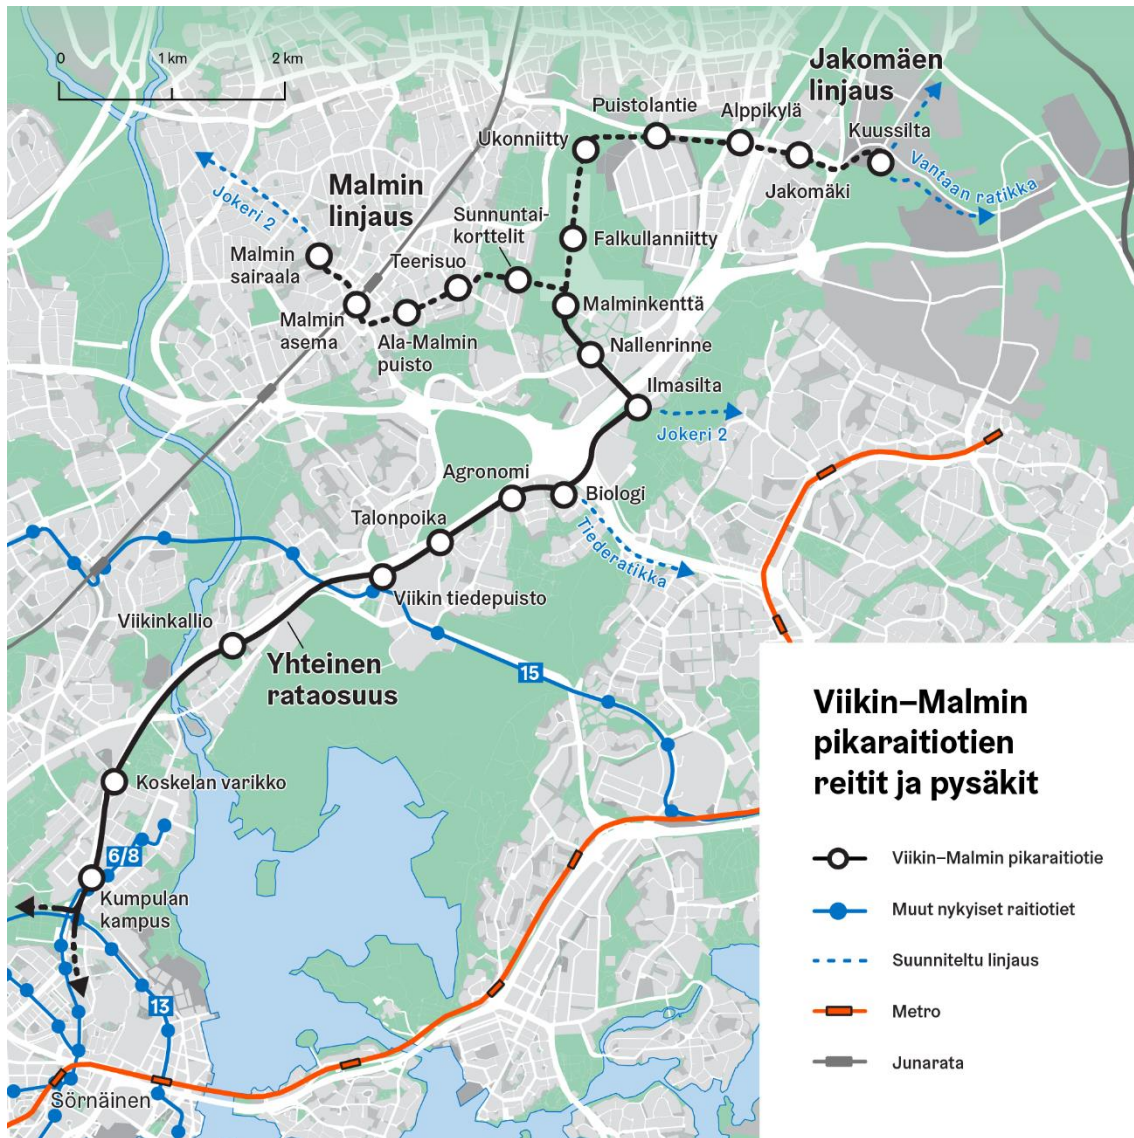 0
1 km
2 km
Jakomäen
linjaus
Puistolantie
Alppikylä
Kuussilta
Ukonniitty
Jakomäki
Vantaan ratikka
Jokeri 2
Malmin
linjaus
Sunnuntai-
korttelit
Falkullanniitty
Malmin
sairaala
Teerisuo
Malminkenttä
Malmin
asema
Ala-Malmin
puisto
Nallenrinne
Ilmasilta
Jokeri 2
Agronomi
Biologi
Talonpoika
Tiederatikka
Viikin tiedepuisto
Viikinkallio
Yhteinen
rataosuus
15
Koskelan varikko
6/8
Kumpulan
kampus
13
Sörnäinen
Viikin–Malmin
pikaraitiotien
reitit ja pysäkit
Viikin–Malmin pikaraitiotie
Muut nykyiset raitiotiet
Suunniteltu linjaus
Metro
Junarata